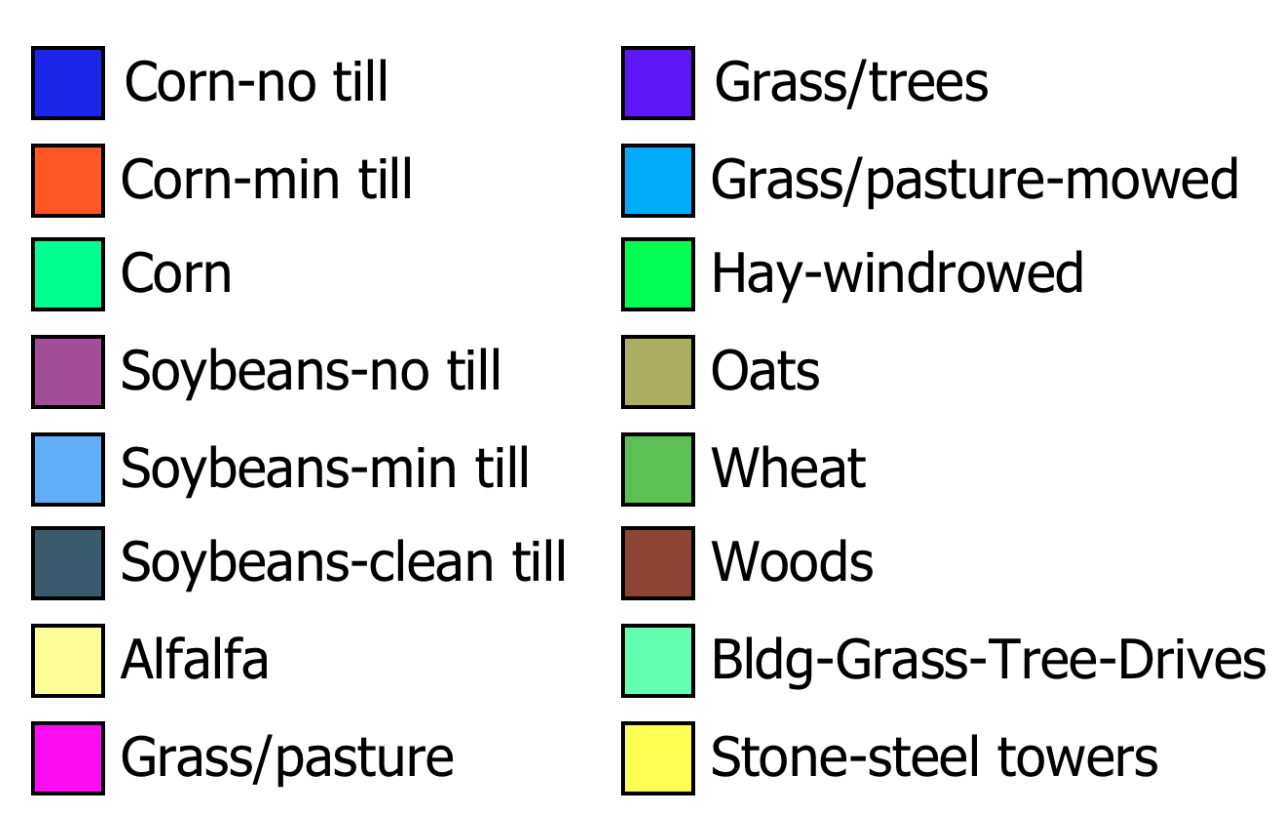 Corn-no till
Corn-min till
Corn
Soybeans-no till
Soybeans-min till
Soybeans-clean till
Alfalfa
Grass/pasture
Grass/trees
Grass/pasture-mowed
Hay-windrowed
Oats
Wheat
Woods
Bldg-Grass-Tree-Drives
Stone-steel towers